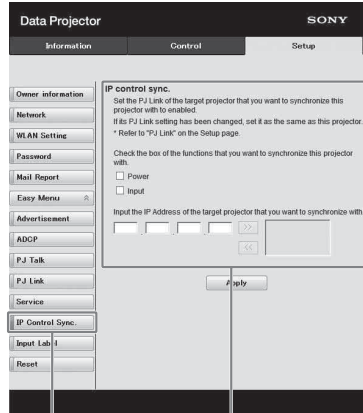 Data Projector
SONY
Information
Control
Setup
Owner information
Network
WLAN Setting
Password
Mail Report
Easy Menu
Advertisement
ADCP
PJ Talk
PJ Link
Service
IP Control Sync.
Input Label
Reset
IP control sync.
Set the PJ Link of the target projector that you want to synchronize this
projector with to enabled.
If its PJ Link setting has been changed, set it as the same as this projector.
* Refer to "PJ Link" on the Setup page.
Check the box of the functions that you want to synchronize this projector
with.
Power
Input
Input the IP Address of the target projector that you want to synchronize with
. . .
>>
<<
Apply